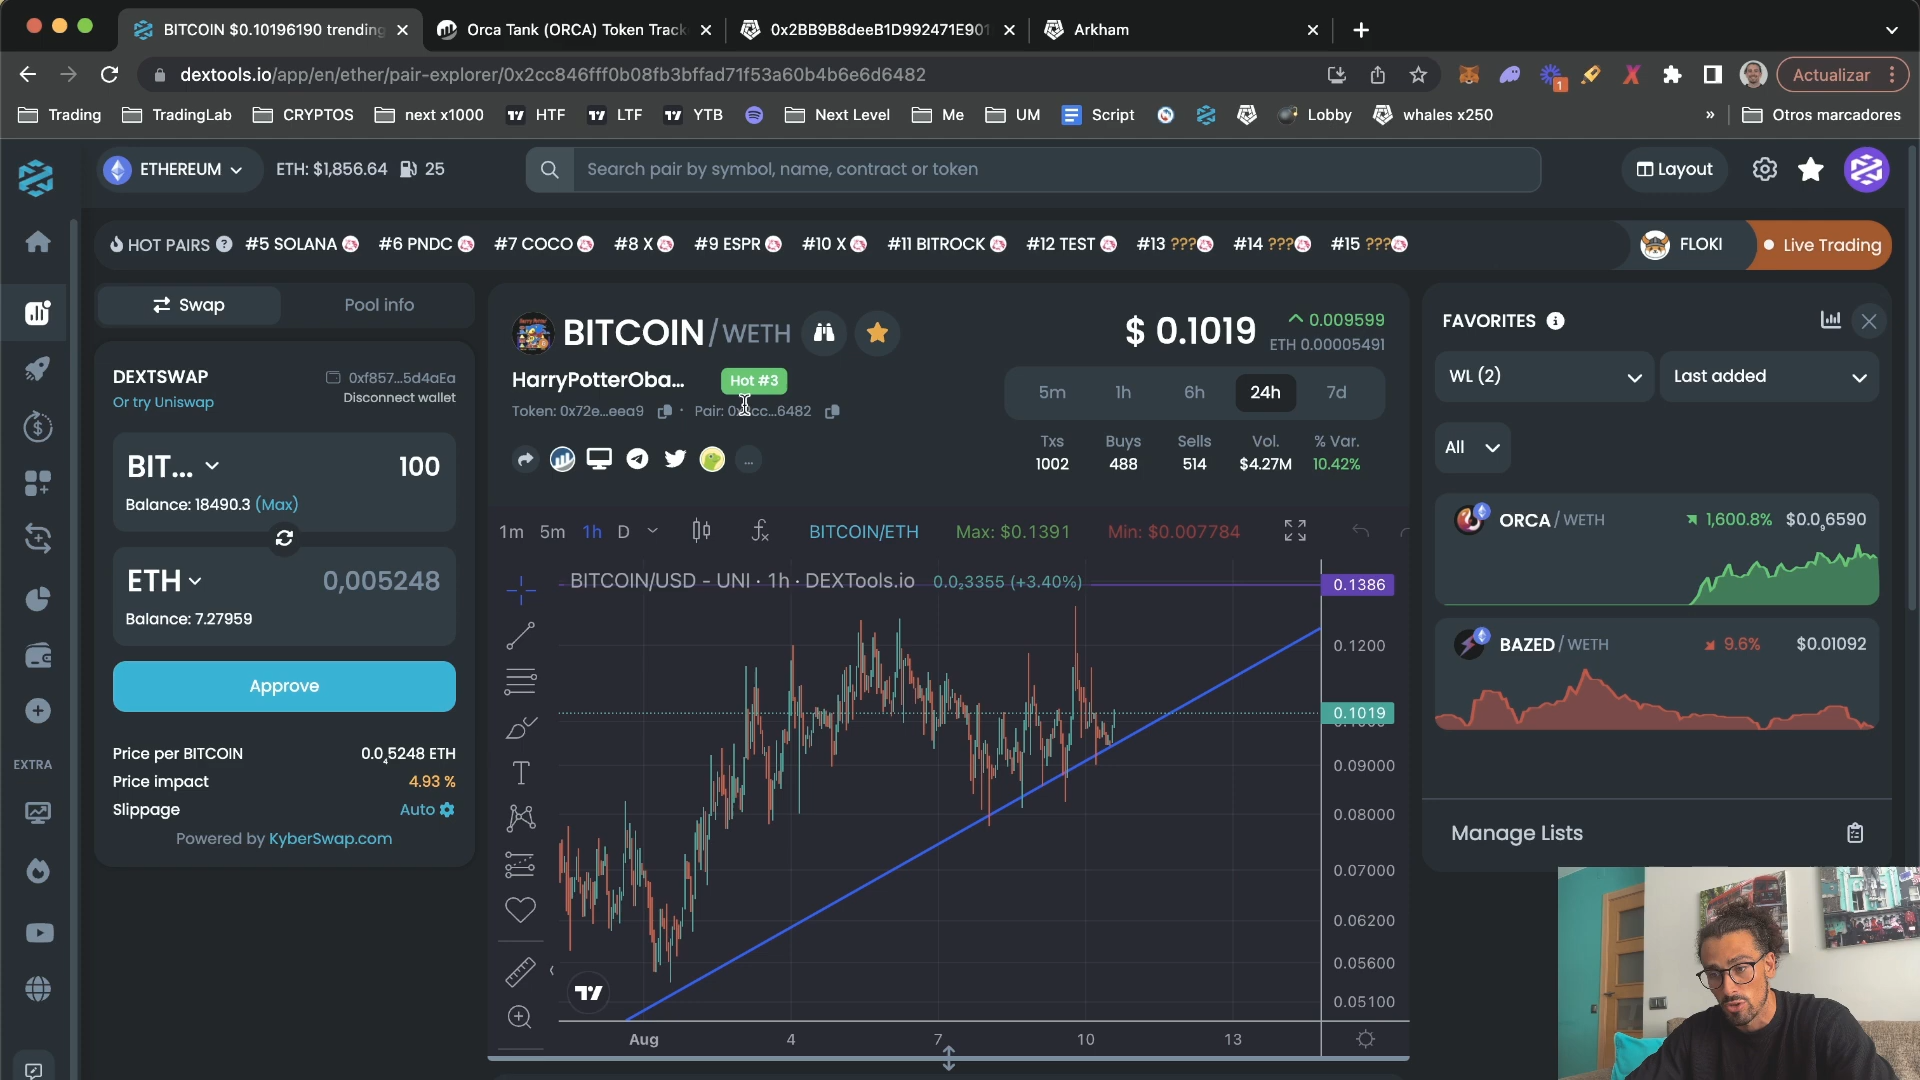 BITCOIN $0.10196190 trending
Orca Tank (ORCA) Token Track
0x2BB9B8deeB1D992471E901
Arkham
dextools.io/app/en/ether/pair-explorer/0x2cc846fff0b08fb3bffad71f53a60b4b6e6d6482
1
Actualizar
Trading
TradingLab
CRYPTOS
next x1000
HTF
LTF
YTB
Next Level
Me
UM
Script
Lobby
whales x250
»
Otros marcadores
ETHEREUM
ETH: $1,856.64
25
Search pair by symbol, name, contract or token
Layout
HOT PAIRS
#5 SOLANA
#6 PNDC
#7 COCO
#8 X
#9 ESPR
#10 X
#11 BITROCK
#12 TEST
#13 ???
#14 ???
#15 ???
FLOKI
Live Trading
Swap
Pool info
DEXTSWAP
0xf857...5d4aEa
Or try Uniswap
Disconnect wallet
BIT...
100
Balance: 18490.3 (Max)
ETH
0,005248
Balance: 7.27959
Approve
Price per BITCOIN
0.0₄5248 ETH
Price impact
4.93 %
Slippage
Auto
Powered by KyberSwap.com
EXTRA
BITCOIN/WETH
HarryPotterOba...
Hot #3
Token: 0x72e...eea9
Pair: 0x2cc...6482
...
$ 0.1019
0.009599
ETH 0.00005491
5m
1h
6h
24h
7d
Txs
Buys
Sells
Vol.
% Var.
1002
488
514
$4.27M
10.42%
1m
5m
1h
D
BITCOIN/ETH
Max: $0.1391
Min: $0.007784
BITCOIN/USD - UNI · 1h · DEXTools.io
0.0₂3355 (+3.40%)
0.1386
0.1200
0.1019
0.09000
0.08000
0.07000
0.06200
0.05600
0.05100
Aug
4
7
10
13
FAVORITES
WL (2)
Last added
All
ORCA/WETH
1,600.8%
$0.0₉6590
BAZED/WETH
9.6%
$0.01092
Manage Lists